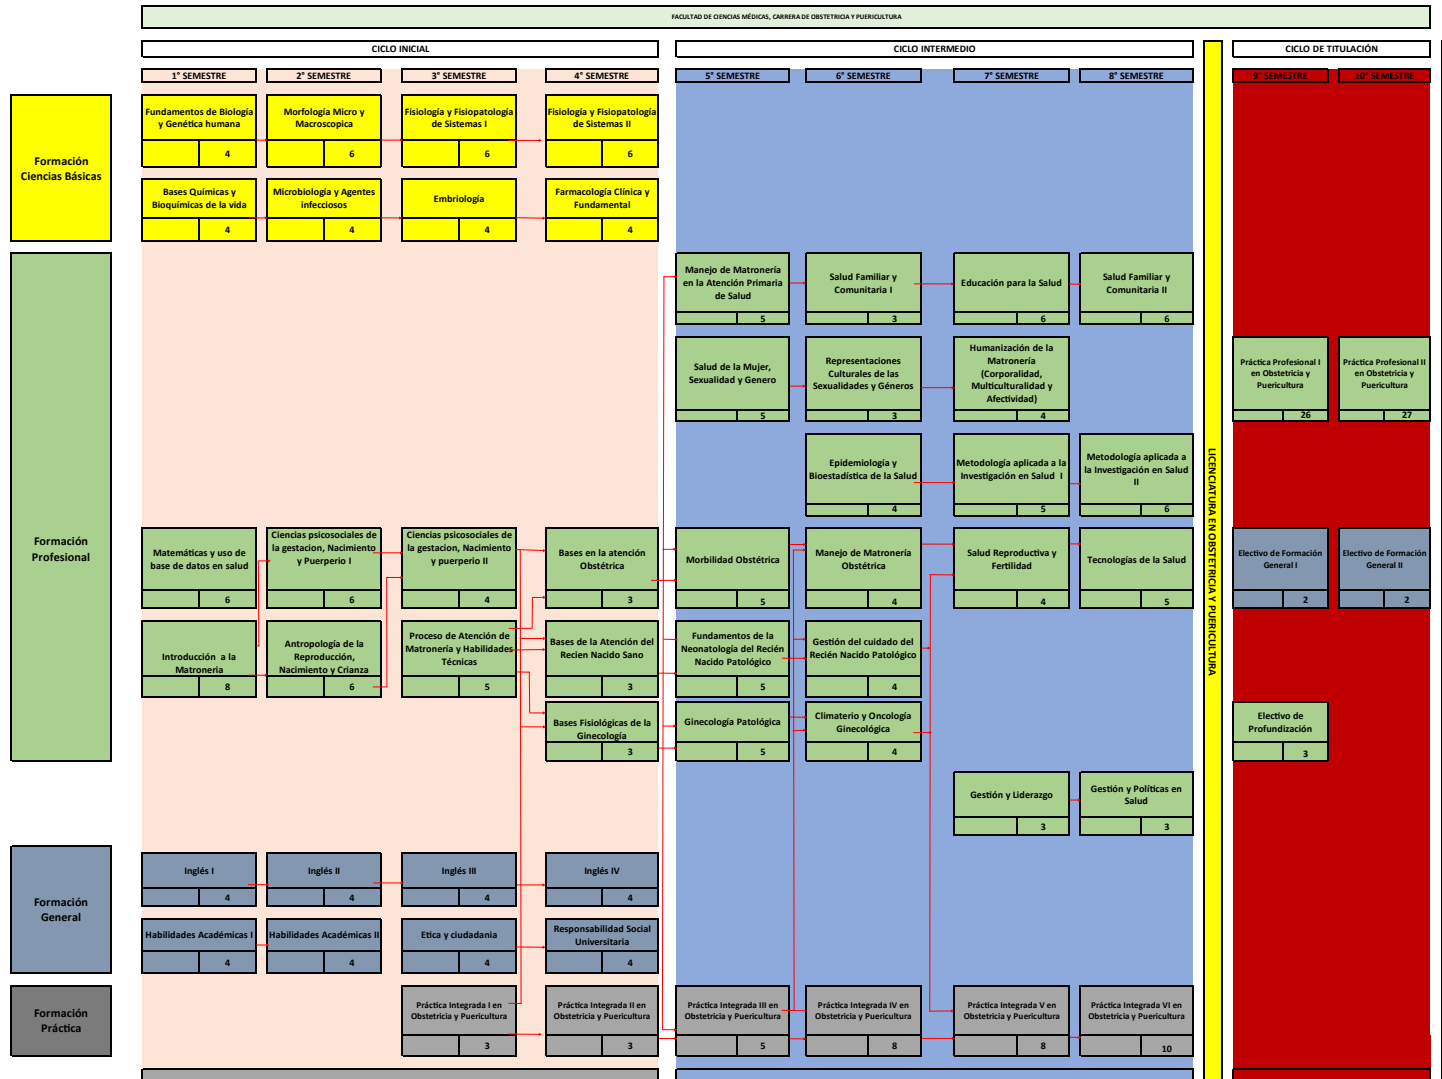 FACULTAD DE CIENCIAS MÉDICAS, CARRERA DE OBSTETRICIA Y PUERICULTURA
CICLO INICIAL
CICLO INTERMEDIO
CICLO DE TITULACIÓN
1° SEMESTRE
2° SEMESTRE
3° SEMESTRE
4° SEMESTRE
5° SEMESTRE
6° SEMESTRE
7° SEMESTRE
8° SEMESTRE
9° SEMESTRE
10° SEMESTRE
Formación
Ciencias Básicas
Fundamentos de Biología
y Genética humana
4
Morfología Micro y
Macroscopica
6
Fisiología y Fisiopatología
de Sistemas I
6
Fisiología y Fisiopatología
de Sistemas II
6
Bases Químicas y
Bioquímicas de la vida
4
Microbiología y Agentes
infecciosos
4
Embriología
4
Farmacología Clínica y
Fundamental
4
Formación
Profesional
Manejo de Matronería
en la Atención Primaria
de Salud
5
Salud Familiar y
Comunitaria I
3
Educación para la Salud
6
Salud Familiar y
Comunitaria II
6
Salud de la Mujer,
Sexualidad y Genero
5
Representaciones
Culturales de las
Sexualidades y Géneros
3
Humanización de la
Matronería
(Corporalidad,
Multiculturalidad y
Afectividad)
4
Práctica Profesional I
en Obstetricia y
Puericultura
26
Práctica Profesional II
en Obstetricia y
Puericultura
27
Epidemiología y
Bioestadística de la Salud
4
Metodología aplicada a la
Investigación en Salud I
5
Metodología aplicada a
la Investigación en Salud
II
6
LICENCIATURA EN OBSTETRICIA Y PUERICULTURA
Matemáticas y uso de
base de datos en salud
6
Ciencias psicosociales de
la gestacion, Nacimiento
y Puerperio I
6
Ciencias psicosociales de
la gestacion, Nacimiento
y puerperio II
4
Bases en la atención
Obstétrica
3
Morbilidad Obstétrica
5
Manejo de Matronería
Obstétrica
4
Salud Reproductiva y
Fertilidad
4
Tecnologías de la Salud
5
Electivo de Formación
General I
2
Electivo de Formación
General II
2
Introducción a la
Matroneria
8
Antropología de la
Reproducción,
Nacimiento y Crianza
6
Proceso de Atención de
Matronería y Habilidades
Técnicas
5
Bases de la Atención del
Recien Nacido Sano
3
Fundamentos de la
Neonatología del Recién
Nacido Patológico
5
Gestión del cuidado del
Recién Nacido Patológico
4
Bases Fisiológicas de la
Ginecología
3
Ginecología Patológica
5
Climaterio y Oncología
Ginecológica
4
Electivo de
Profundización
3
Gestión y Liderazgo
3
Gestión y Políticas en
Salud
3
Formación
General
Inglés I
4
Inglés II
4
Inglés III
4
Inglés IV
4
Habilidades Académicas I
4
Habilidades Académicas II
4
Etica y ciudadania
4
Responsabilidad Social
Universitaria
4
Formación
Práctica
Práctica Integrada I en
Obstetricia y Puericultura
3
Práctica Integrada II en
Obstetricia y Puericultura
3
Práctica Integrada III en
Obstetricia y Puericultura
5
Práctica Integrada IV en
Obstetricia y Puericultura
8
Práctica Integrada V en
Obstetricia y Puericultura
8
Práctica Integrada VI en
Obstetricia y Puericultura
10